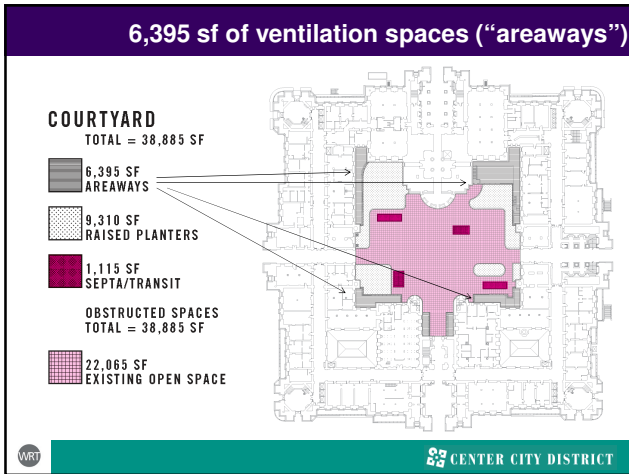 6,395 sf of ventilation spaces (“areaways”)
COURTYARD
TOTAL = 38,885 SF
6,395 SF
AREAWAYS
9,310 SF
RAISED PLANTERS
1,115 SF
SEPTA/TRANSIT
OBSTRUCTED SPACES
TOTAL = 38,885 SF
22,065 SF
EXISTING OPEN SPACE
WRT
CENTER CITY DISTRICT